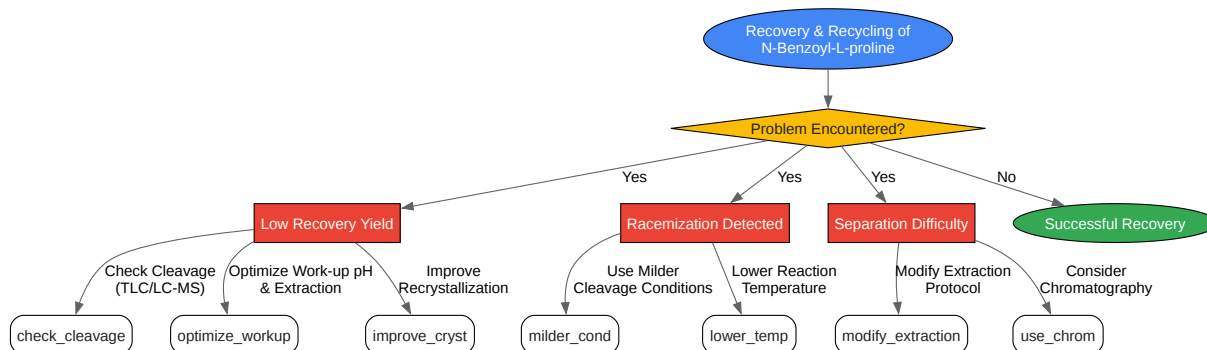 Recovery & Recycling of
N-Benzoyl-L-proline
Problem Encountered?
Yes
Yes
Yes
No
Low Recovery Yield
Racemization Detected
Separation Difficulty
Successful Recovery
Check Cleavage
(TLC/LC-MS)
Optimize Work-up pH
& Extraction
Improve
Recrystallization
Use Milder
Cleavage Conditions
Lower Reaction
Temperature
Modify Extraction
Protocol
Consider
Chromatography
check_cleavage
optimize_workup
improve_cryst
milder_cond
lower_temp
modify_extraction
use_chrom